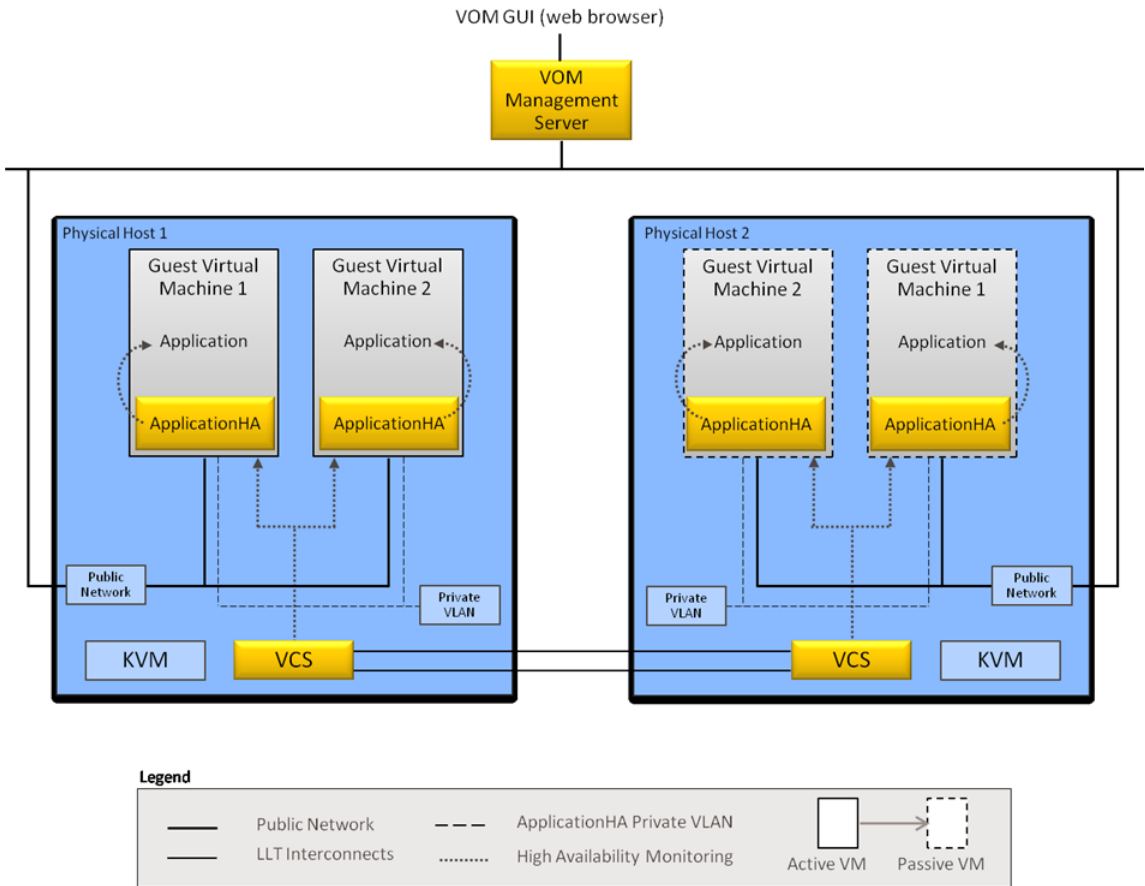 VOM GUI (web browser)
VOM
Management
Server
Physical Host 1
Guest Virtual
Machine 1
Application
ApplicationHA
Guest Virtual
Machine 2
Application
ApplicationHA
Public
Network
Private
VLAN
KVM
VCS
Physical Host 2
Guest Virtual
Machine 2
Application
ApplicationHA
Guest Virtual
Machine 1
Application
ApplicationHA
Private
VLAN
Public
Network
VCS
KVM
Legend
Public Network
LLT Interconnects
ApplicationHA Private VLAN
High Availability Monitoring
Active VM
Passive VM